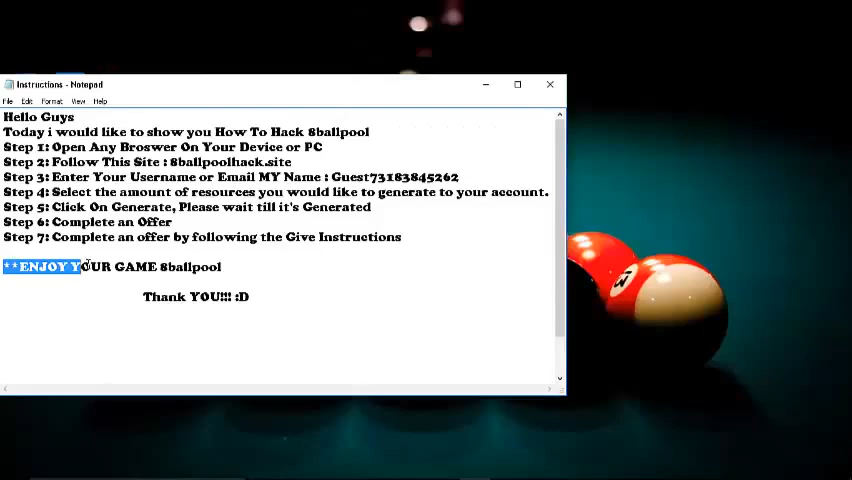 Instructions - Notepad
File Edit Format View Help
Hello Guys
Today i would like to show you How To Hack 8ballpool
Step 1: Open Any Broswer On Your Device or PC
Step 2: Follow This Site : 8ballpoolhack.site
Step 3: Enter Your Username or Email MY Name : Guest73183845262
Step 4: Select the amount of resources you would like to generate to your account.
Step 5: Click On Generate, Please wait till it's Generated
Step 6: Complete an Offer
Step 7: Complete an offer by following the Give Instructions
**ENJOY YOUR GAME 8ballpool
Thank YOU!!! :D
13